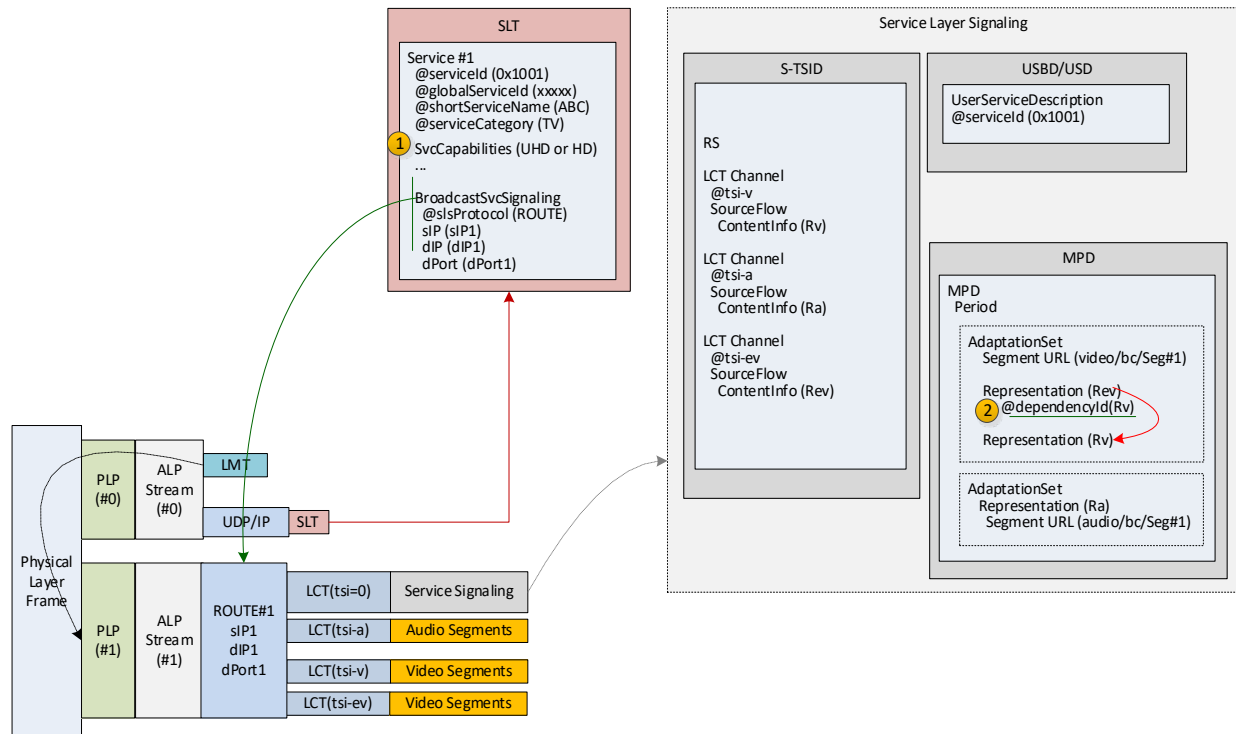 SLT
Service #1
@serviceId (0x1001)
@globalServiceId (xxxxx)
@shortServiceName (ABC)
@serviceCategory (TV)
1
SvcCapabilities (UHD or HD)
...
BroadcastSvcSignaling
@slsProtocol (ROUTE)
sIP (sIP1)
dIP (dIP1)
dPort (dPort1)
Service Layer Signaling
S-TSID
RS
LCT Channel
@tsi-v
SourceFlow
ContentInfo (Rv)
LCT Channel
@tsi-a
SourceFlow
ContentInfo (Ra)
LCT Channel
@tsi-ev
SourceFlow
ContentInfo (Rev)
USBD/USD
UserServiceDescription
@serviceId (0x1001)
MPD
MPD
Period
AdaptationSet
Segment URL (video/bc/Seg#1)
Representation (Rev)
2 @dependencyId(Rv)
Representation (Rv)
AdaptationSet
Representation (Ra)
Segment URL (audio/bc/Seg#1)
Physical
Layer
Frame
PLP
(#0)
ALP
Stream
(#0)
LMT
UDP/IP
SLT
PLP
(#1)
ALP
Stream
(#1)
ROUTE#1
sIP1
dIP1
dPort1
LCT(tsi=0)
Service Signaling
LCT(tsi-a)
Audio Segments
LCT(tsi-v)
Video Segments
LCT(tsi-ev)
Video Segments